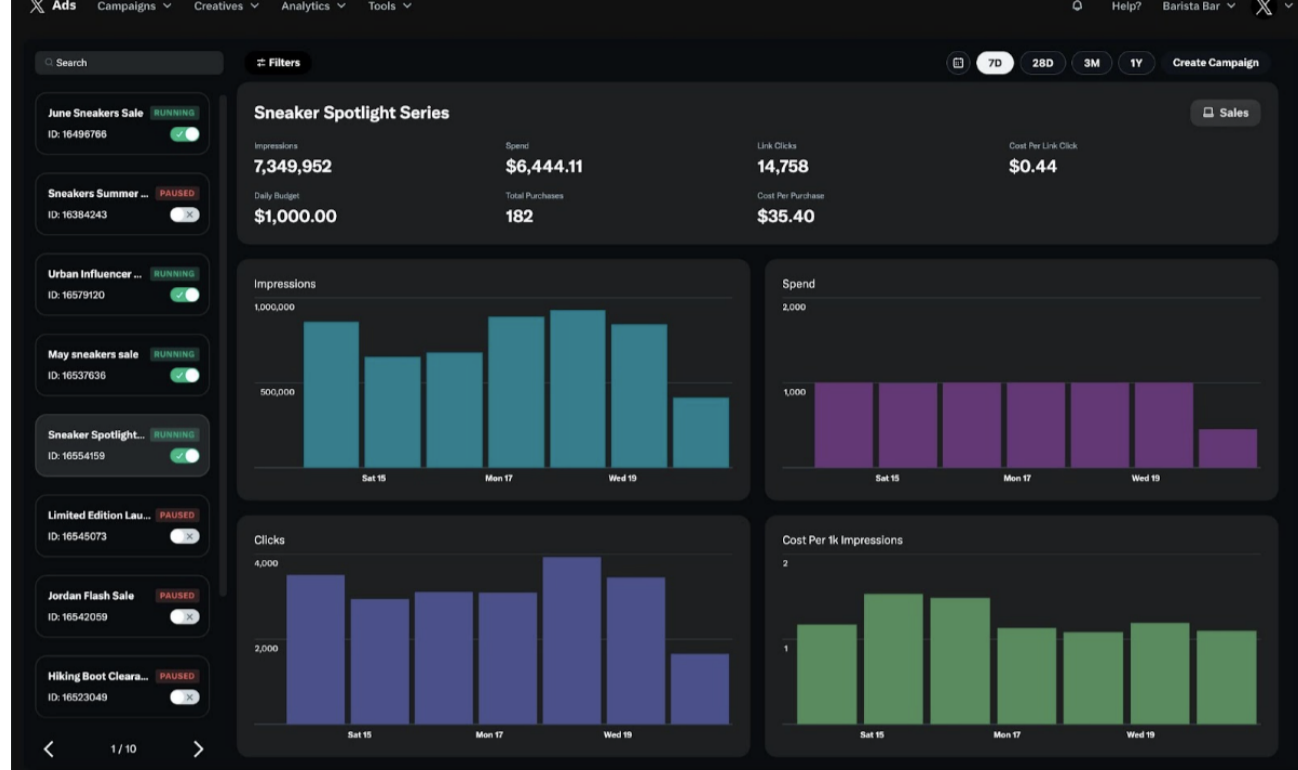 X Ads Campaigns Creatives Analytics Tools Help? Barista Bar
Search
Filters
7D 28D 3M 1Y Create Campaign
June Sneakers Sale RUNNING
ID: 16496766
Sneakers Summer ... PAUSED
ID: 16384243
Urban Influencer ... RUNNING
ID: 16579120
May sneakers sale RUNNING
ID: 16537636
Sneaker Spotlight... RUNNING
ID: 16554159
Limited Edition Lau... PAUSED
ID: 16545073
Jordan Flash Sale PAUSED
ID: 16542059
Hiking Boot Cleara... PAUSED
ID: 16523049
1 / 10
Sneaker Spotlight Series
Sales
Impressions Spend Link Clicks Cost Per Link Click
7,349,952 $6,444.11 14,758 $0.44
Daily Budget Total Purchases Cost Per Purchase
$1,000.00 182 $35.40
Impressions
1,000,000
500,000
Sat 15 Mon 17 Wed 19
Spend
2,000
1,000
Sat 15 Mon 17 Wed 19
Clicks
4,000
2,000
Sat 15 Mon 17 Wed 19
Cost Per 1k Impressions
2
1
Sat 15 Mon 17 Wed 19